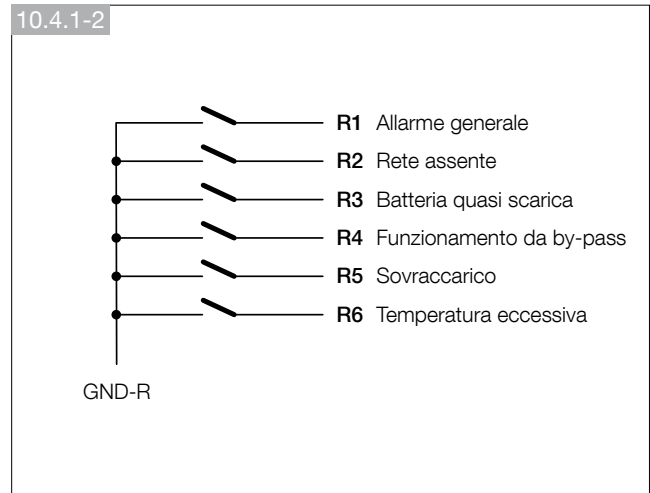 10.4.1-2
R1 Allarme generale
R2 Rete assente
R3 Batteria quasi scarica
R4 Funzionamento da by-pass
R5 Sovraccarico
R6 Temperatura eccessiva
GND-R